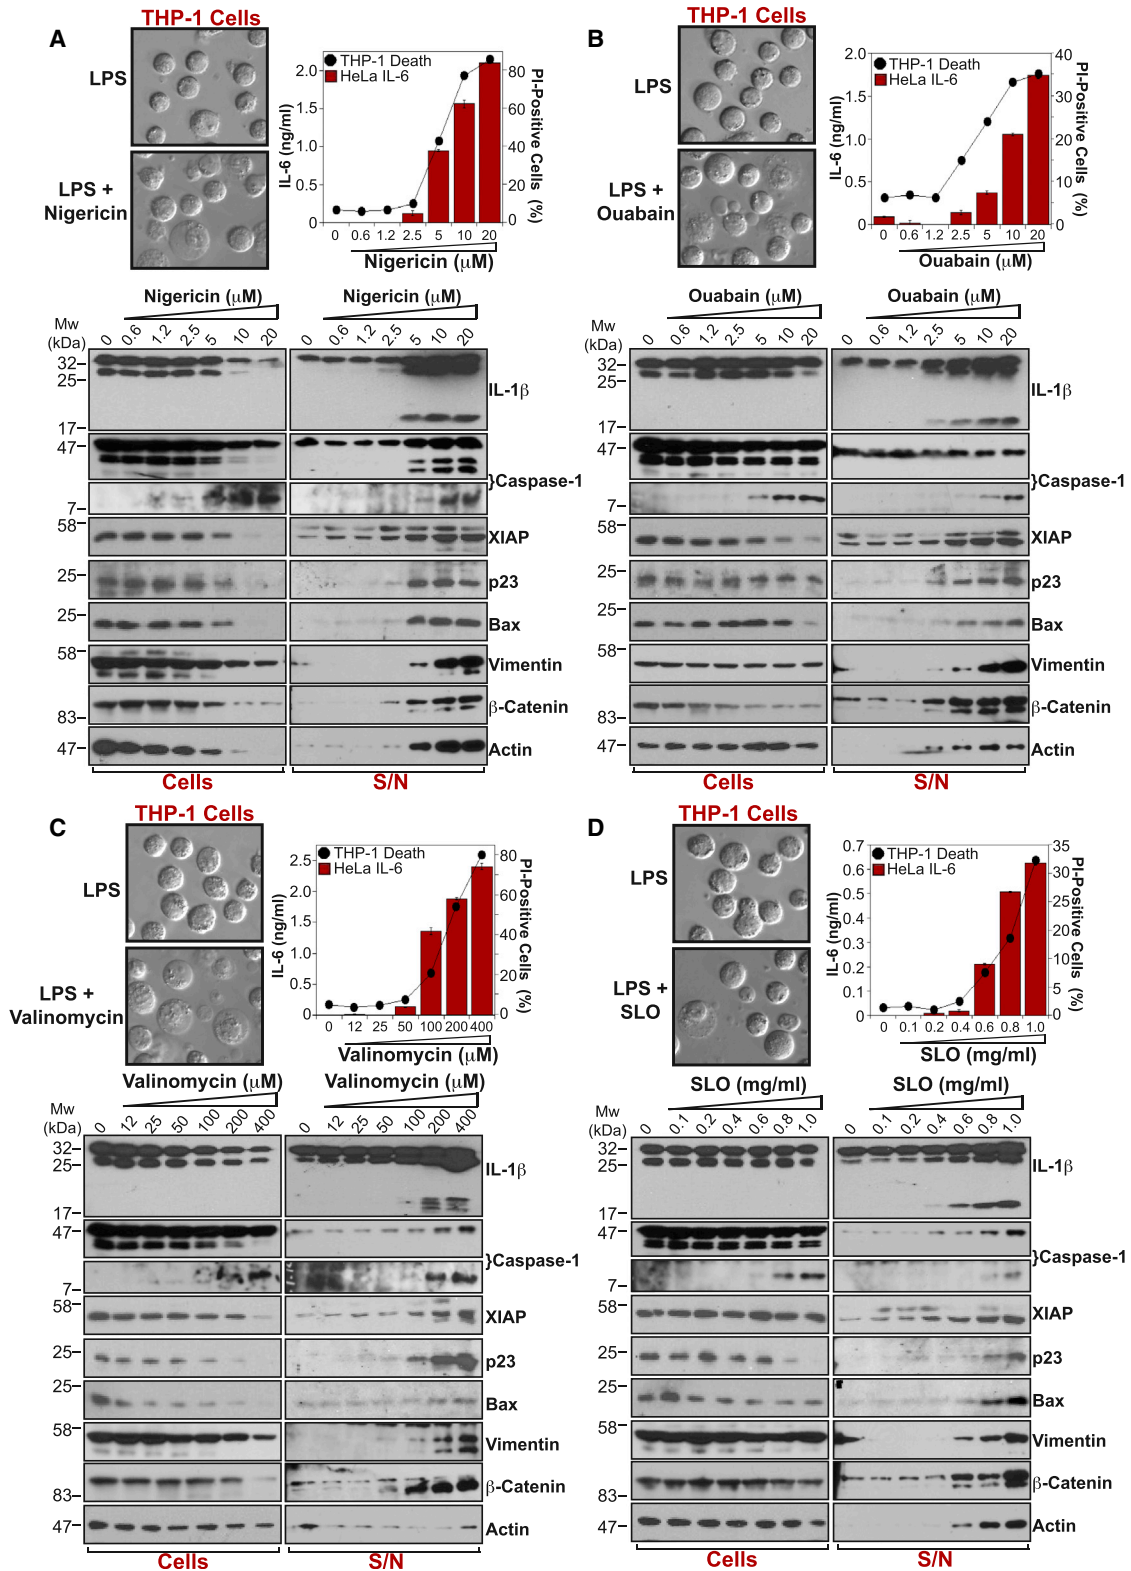 A
THP-1 Cells
LPS
LPS +
Nigericin
THP-1 Death
HeLa IL-6
IL-6 (ng/ml)
2.0
1.5
1.0
0.5
0
PI-Positive Cells (%)
80
60
40
20
0
0 0.6 1.2 2.5 5 10 20
Nigericin (μM)
Nigericin (μM) Nigericin (μM)
Mw
(kDa)
0 0.6 1.2 2.5 5 10 20 0 0.6 1.2 2.5 5 10 20
32
25
17
IL-1β
47
7
}Caspase-1
58
XIAP
25
p23
25
Bax
58
Vimentin
83
β-Catenin
47
Actin
Cells S/N
B
THP-1 Cells
LPS
LPS +
Ouabain
THP-1 Death
HeLa IL-6
IL-6 (ng/ml)
2.0
1.5
1.0
0.5
0
PI-Positive Cells (%)
40
35
30
25
20
15
10
5
0
0 0.6 1.2 2.5 5 10 20
Ouabain (μM)
Ouabain (μM) Ouabain (μM)
Mw
(kDa)
0 0.6 1.2 2.5 5 10 20 0 0.6 1.2 2.5 5 10 20
32
25
17
IL-1β
47
7
}Caspase-1
58
XIAP
25
p23
25
Bax
58
Vimentin
83
β-Catenin
47
Actin
Cells S/N
C
THP-1 Cells
LPS
LPS +
Valinomycin
THP-1 Death
HeLa IL-6
IL-6 (ng/ml)
2.5
2.0
1.5
1.0
0.5
0
PI-Positive Cells (%)
80
60
40
20
0
0 12 25 50 100 200 400
Valinomycin (μM)
Valinomycin (μM) Valinomycin (μM)
Mw
(kDa)
0 12 25 50 100 200 400 0 12 25 50 100 200 400
32
25
17
IL-1β
47
7
}Caspase-1
58
XIAP
25
p23
25
Bax
58
Vimentin
83
β-Catenin
47
Actin
Cells S/N
D
THP-1 Cells
LPS
LPS +
SLO
THP-1 Death
HeLa IL-6
IL-6 (ng/ml)
0.7
0.6
0.5
0.4
0.3
0.2
0.1
0
PI-Positive Cells (%)
35
30
25
20
15
10
5
0
0 0.1 0.2 0.4 0.6 0.8 1.0
SLO (mg/ml)
SLO (mg/ml) SLO (mg/ml)
Mw
(kDa)
0 0.1 0.2 0.4 0.6 0.8 1.0 0 0.1 0.2 0.4 0.6 0.8 1.0
32
25
17
IL-1β
47
7
}Caspase-1
58
XIAP
25
p23
25
Bax
58
Vimentin
83
β-Catenin
47
Actin
Cells S/N